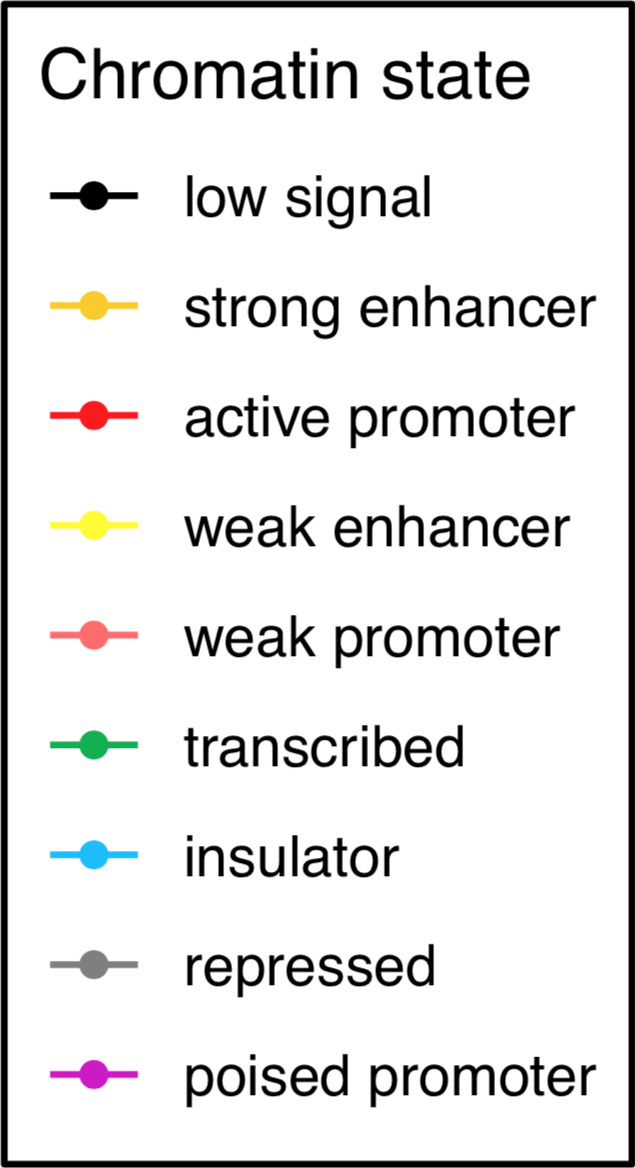 Chromatin state
low signal
strong enhancer
active promoter
weak enhancer
weak promoter
transcribed
insulator
repressed
poised promoter